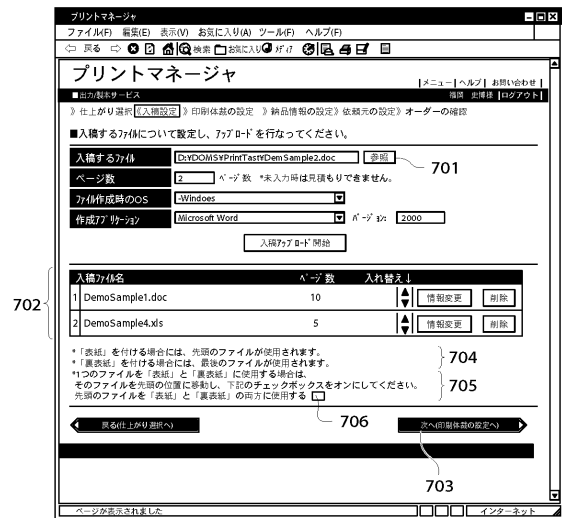 プリントマネージャ
ファイル(F) 編集(E) 表示(V) お気に入り(A) ツール(F) ヘルプ(F)
戻る 検索 お気に入り ﾒﾃﾞｨｱ
プリントマネージャ
|メニュー|ヘルプ| お問い合わせ|
■出力/製本サービス 福岡 史博様 |ログアウト|
》仕上がり選択《入稿設定》印刷体裁の設定 》納品情報の設定》依頼元の設定》オーダーの確認
■入稿するﾌｧｲﾙについて設定し、ｱｯﾌﾟﾛｰﾄﾞを行なってください。
入稿するﾌｧｲﾙ D:¥DOMS¥PrintTast¥DemSample2.doc 参照 701
ページ数 2 ﾍﾟｰｼﾞ数 *未入力時は見積もりできません。
ﾌｧｲﾙ作成時のOS -Windoes
作成ｱﾌﾟﾘｹｰｼｮﾝ Microsoft Word ﾊﾞｰｼﾞｮﾝ: 2000
入稿ｱｯﾌﾟﾛｰﾄﾞ開始
入稿ﾌｧｲﾙ名 ﾍﾟｰｼﾞ数 入れ替え↓
1 DemoSample1.doc 10 情報変更 削除
702
2 DemoSample4.xls 5 情報変更 削除
*「表紙」を付ける場合には、先頭のファイルが使用されます。
*「裏表紙」を付ける場合には、最後のファイルが使用されます。
704
*1つのファイルを「表紙」と「裏表紙」に使用する場合は、
そのファイルを先頭の位置に移動し、下記のチェックボックスをオンにしてください。
705
先頭のファイルを「表紙」と「裏表紙」の両方に使用する
706
戻る(仕上がり選択へ) 次へ(印刷体裁の設定へ)
703
ページが表示されました インターネット